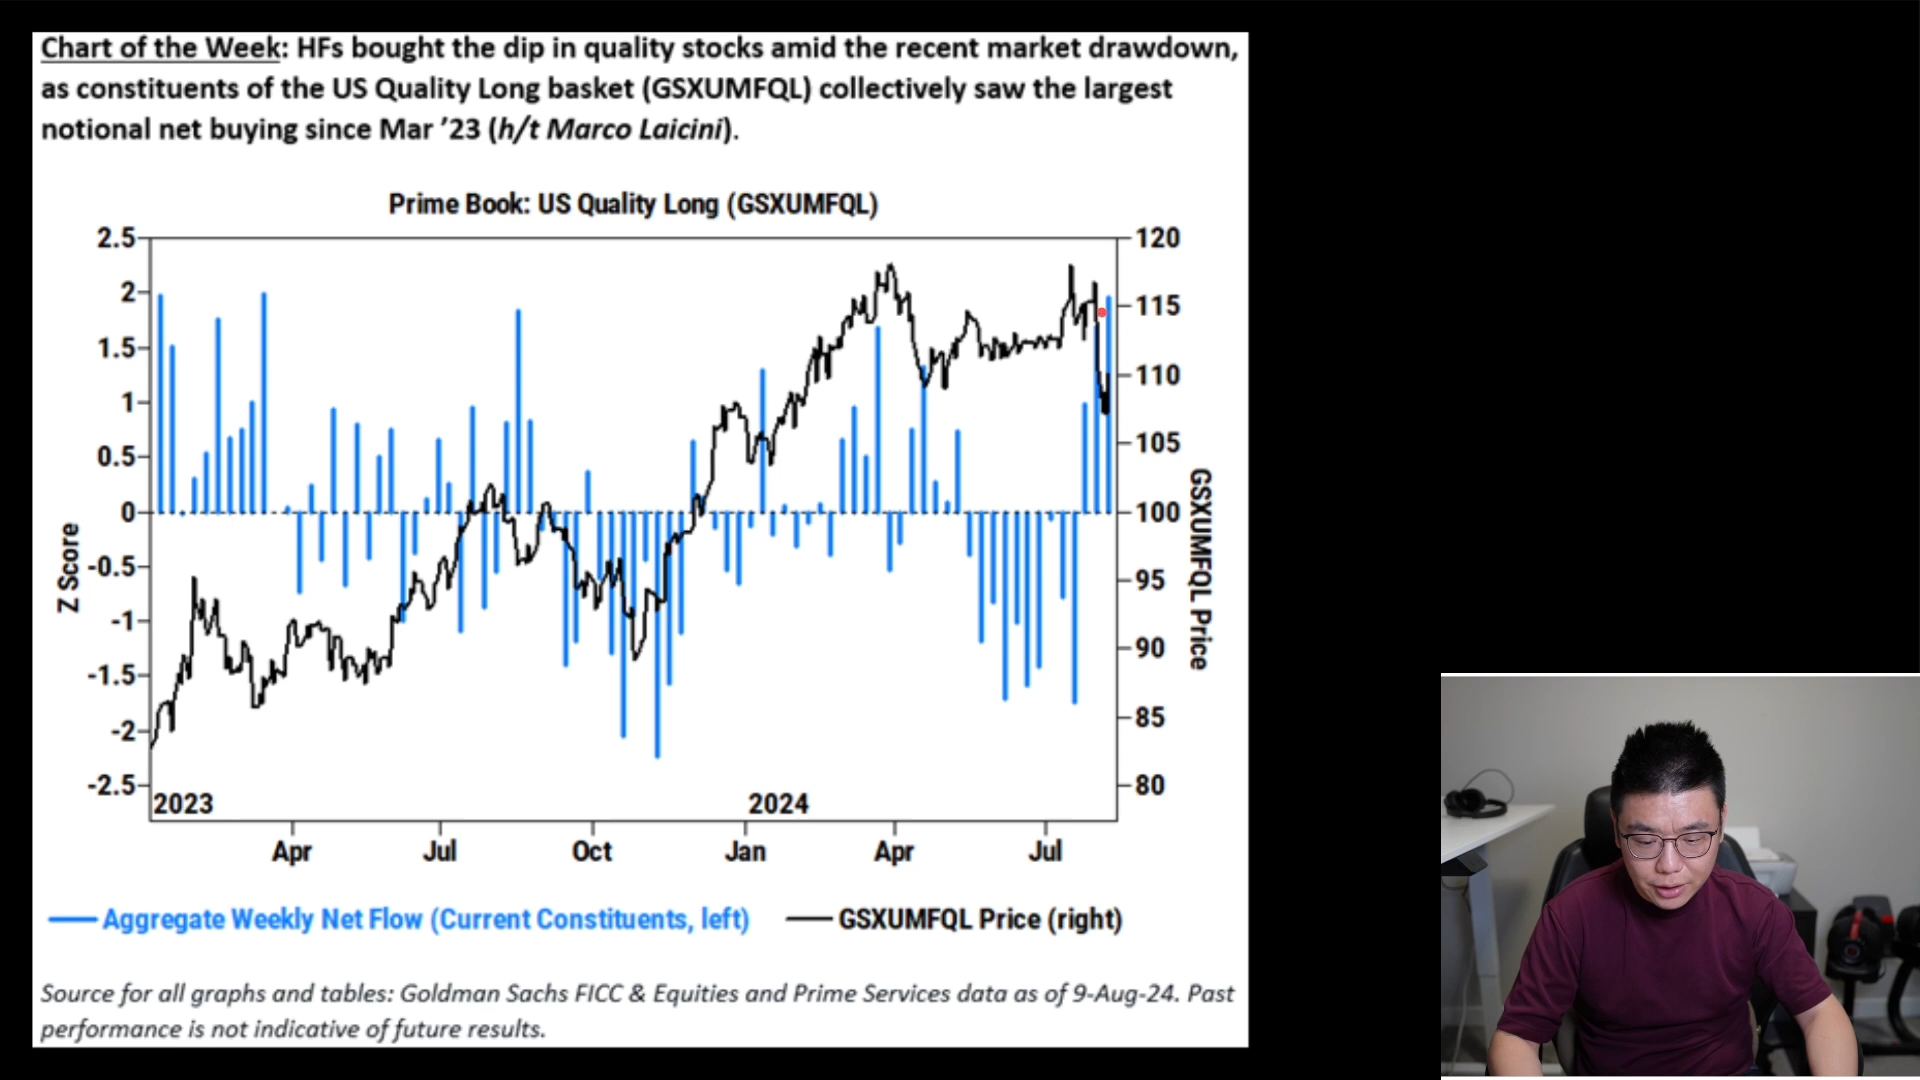 Chart of the Week: HFs bought the dip in quality stocks amid the recent market drawdown,
as constituents of the US Quality Long basket (GSXUMFQL) collectively saw the largest
notional net buying since Mar ’23 (h/t Marco Laicini).
Prime Book: US Quality Long (GSXUMFQL)
2.5
2
1.5
1
0.5
0
-0.5
-1
-1.5
-2
-2.5
Z Score
120
115
110
105
100
95
90
85
80
GSXUMFQL Price
2023
2024
Apr
Jul
Oct
Jan
Apr
Jul
Aggregate Weekly Net Flow (Current Constituents, left)
GSXUMFQL Price (right)
Source for all graphs and tables: Goldman Sachs FICC & Equities and Prime Services data as of 9-Aug-24. Past
performance is not indicative of future results.